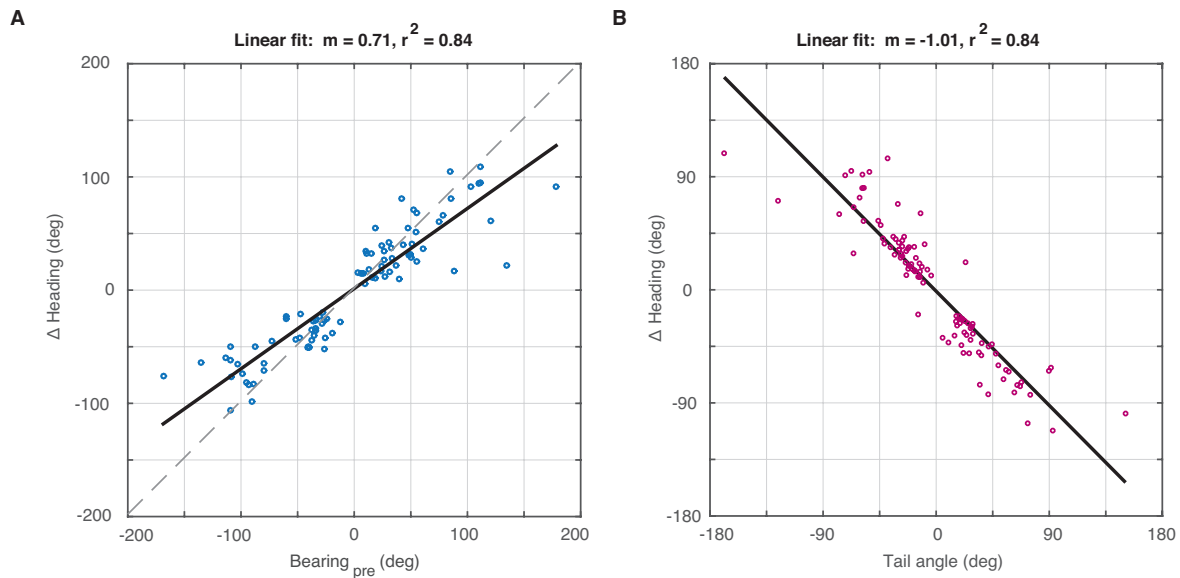 A
Linear fit: m = 0.71, r² = 0.84
200
100
0
-100
-200
-200 -100 0 100 200
Δ Heading (deg)
Bearing pre (deg)
B
Linear fit: m = -1.01, r² = 0.84
180
90
0
-90
-180
-180 -90 0 90 180
Δ Heading (deg)
Tail angle (deg)